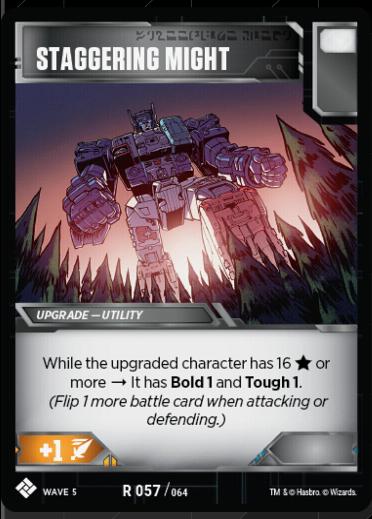 STAGGERING MIGHT
UPGRADE — UTILITY
While the upgraded character has 16 ★ or
more → It has Bold 1 and Tough 1.
(Flip 1 more battle card when attacking or
defending.)
+1
WAVE 5 R 057/064 TM & © Hasbro. © Wizards.